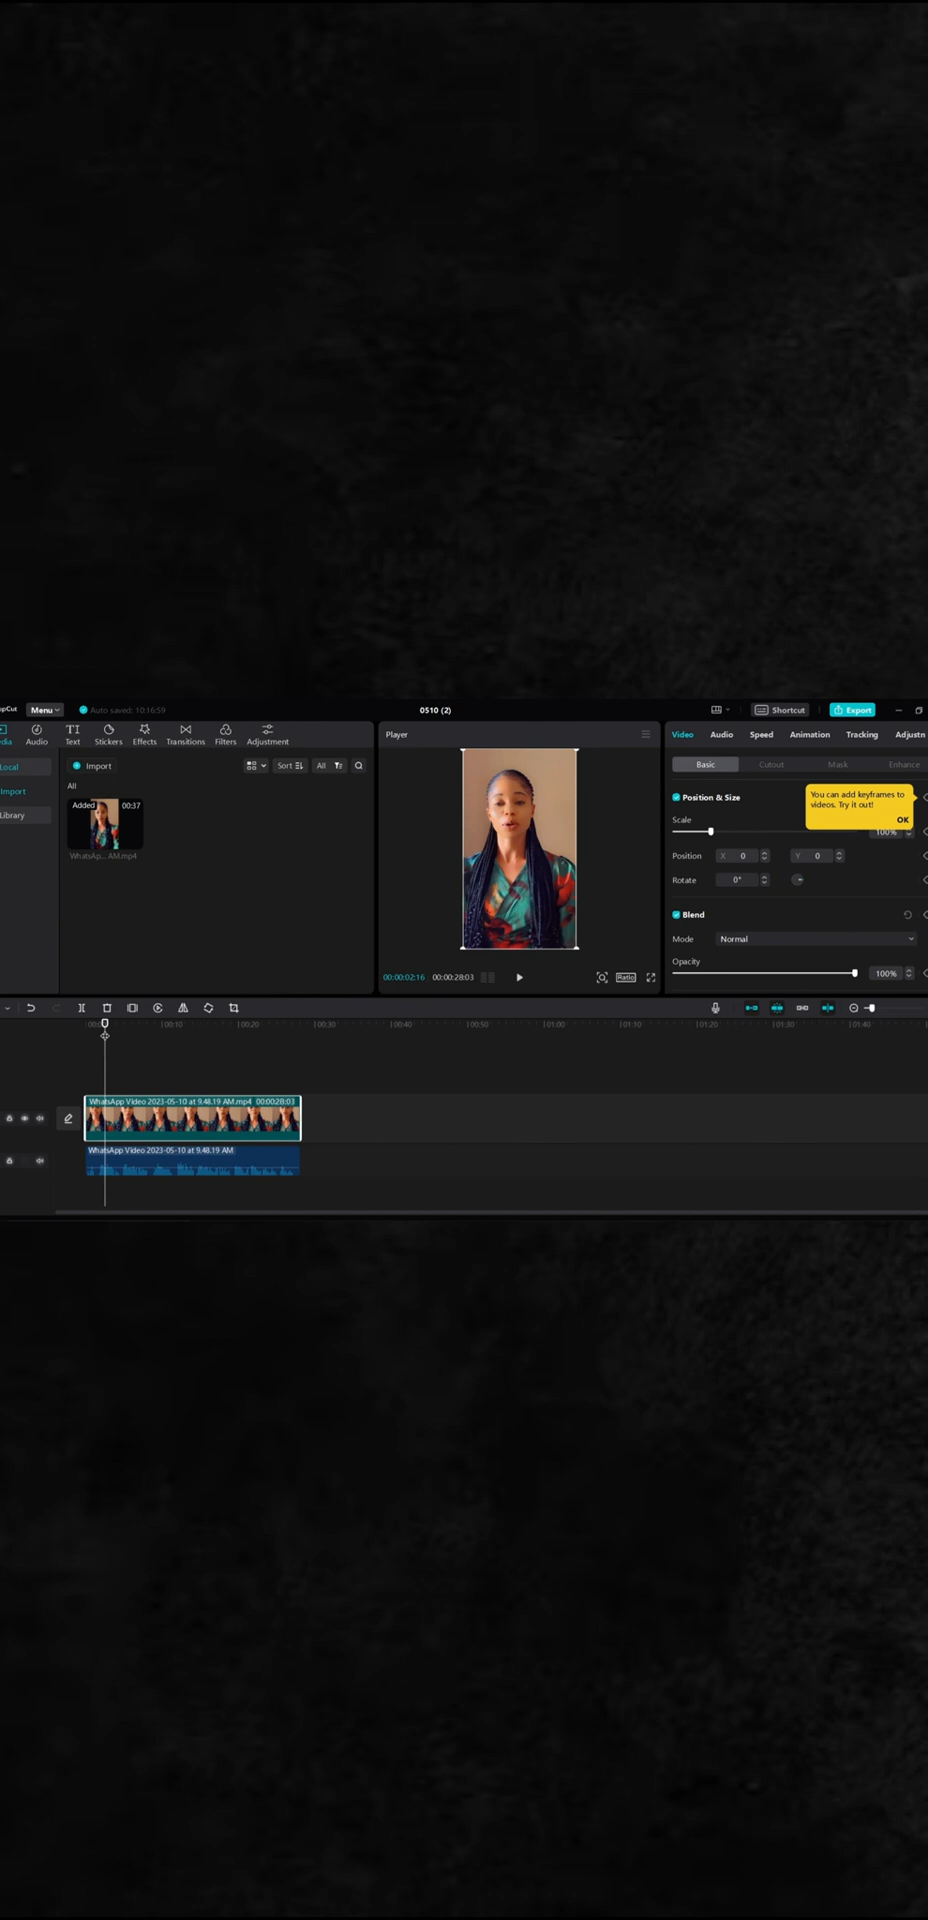 pCut Menu Auto saved: 10:16:59 0510 (2) Shortcut Export
dia Audio Text Stickers Effects Transitions Filters Adjustment
Local
Import
Library
Import Sort All
All
Added 00:37
WhatsAp... AM.mp4
Player
00:00:02:16 00:00:28:03 Ratio
Video Audio Speed Animation Tracking Adjustn
Basic Cutout Mask Enhance
Position & Size
You can add keyframes to
videos. Try it out!
OK
Scale 100%
Position X 0 Y 0
Rotate 0°
Blend
Mode Normal
Opacity 100%
00:10 00:20 00:30 00:40 00:50 01:00 01:10 01:20 01:30 01:40
WhatsApp Video 2023-05-10 at 9.48.19 AM.mp4 00:00:28:03
WhatsApp Video 2023-05-10 at 9.48.19 AM